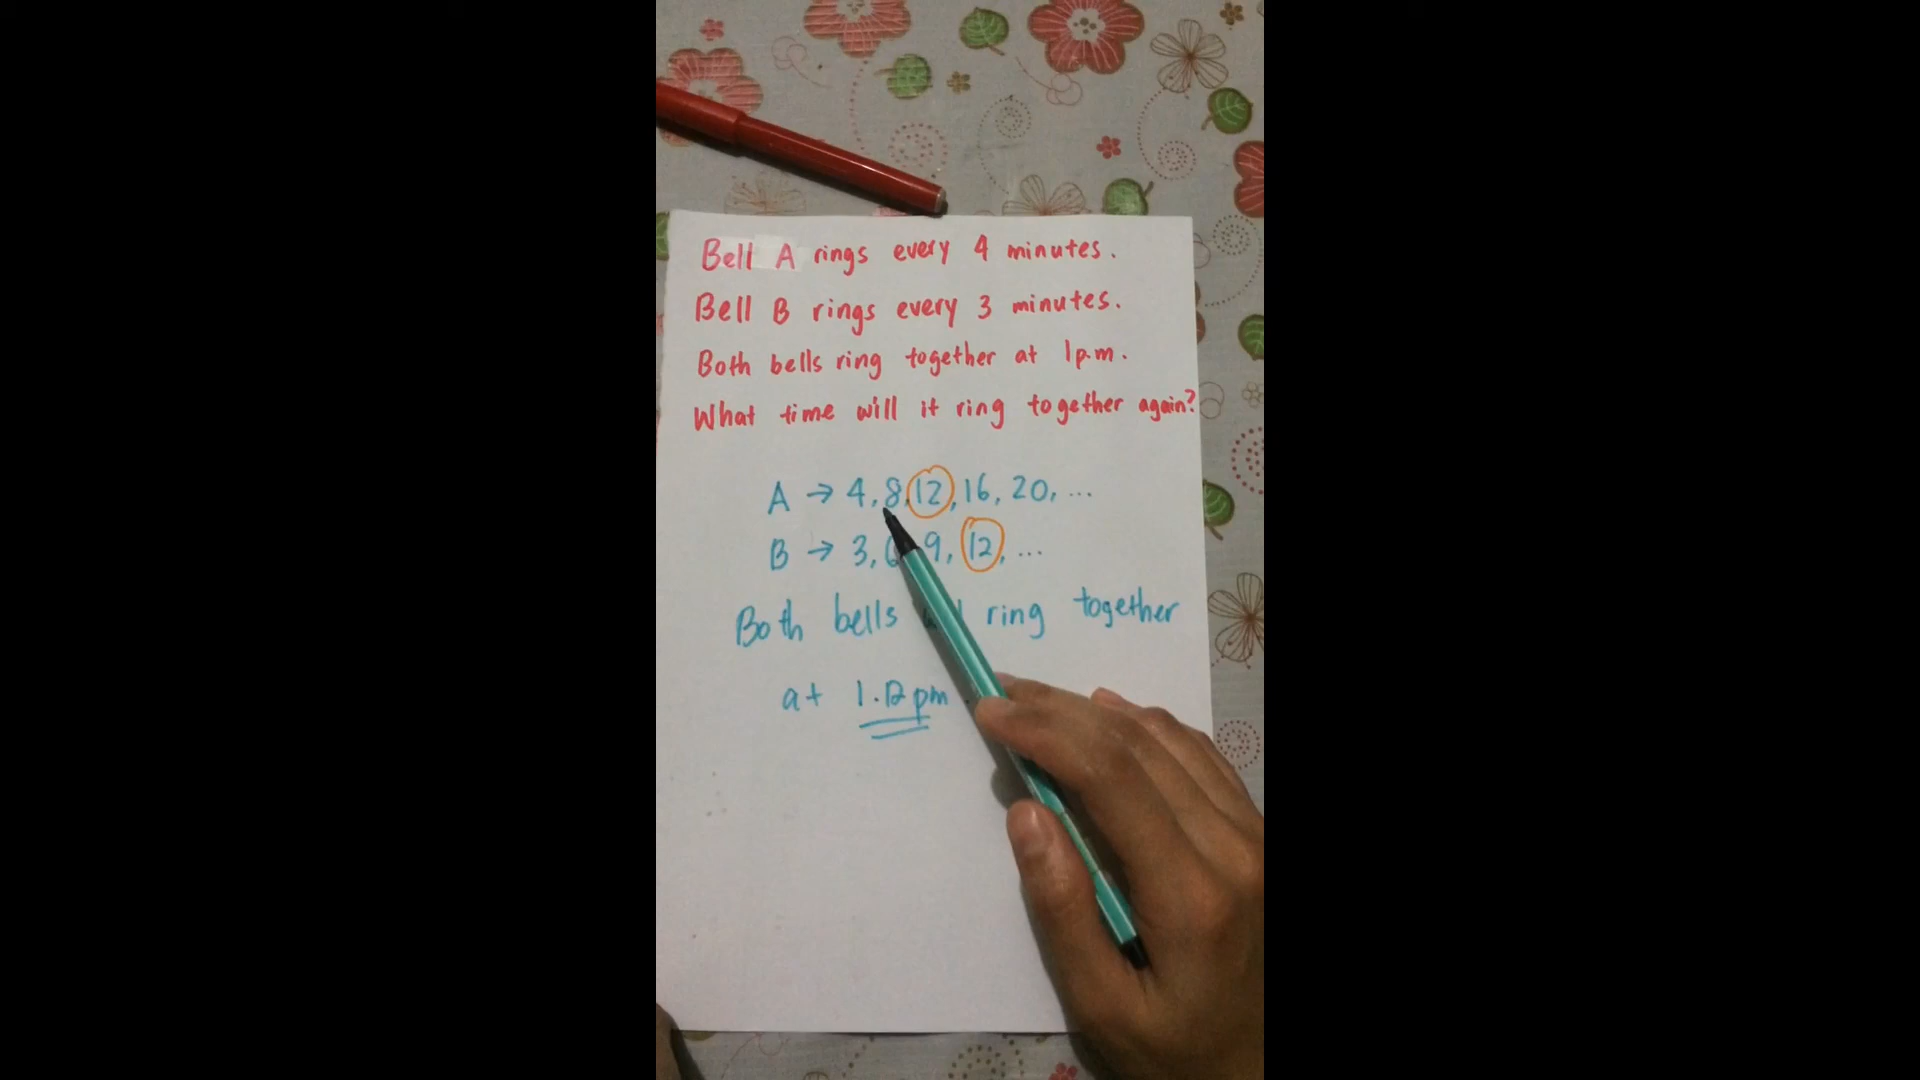 Bell A rings every 4 minutes.
Bell B rings every 3 minutes.
Both bells ring together at 1p.m.
What time will it ring together again?
A → 4, 8, 12, 16, 20, ...
B → 3, 9, 12, ...
Both bells ring together
at 1.12pm